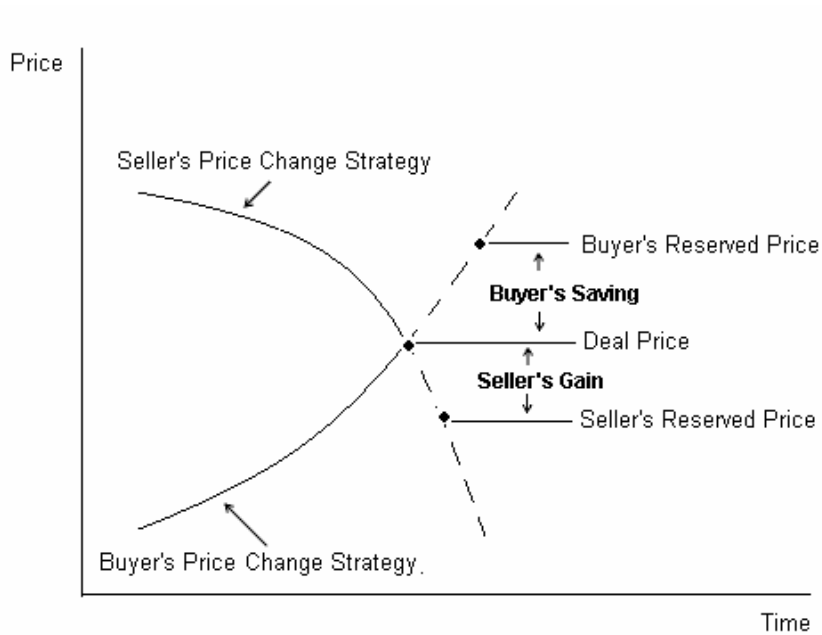 Price
Seller's Price Change Strategy
Buyer's Reserved Price
Buyer's Saving
Deal Price
Seller's Gain
Seller's Reserved Price
Buyer's Price Change Strategy.
Time